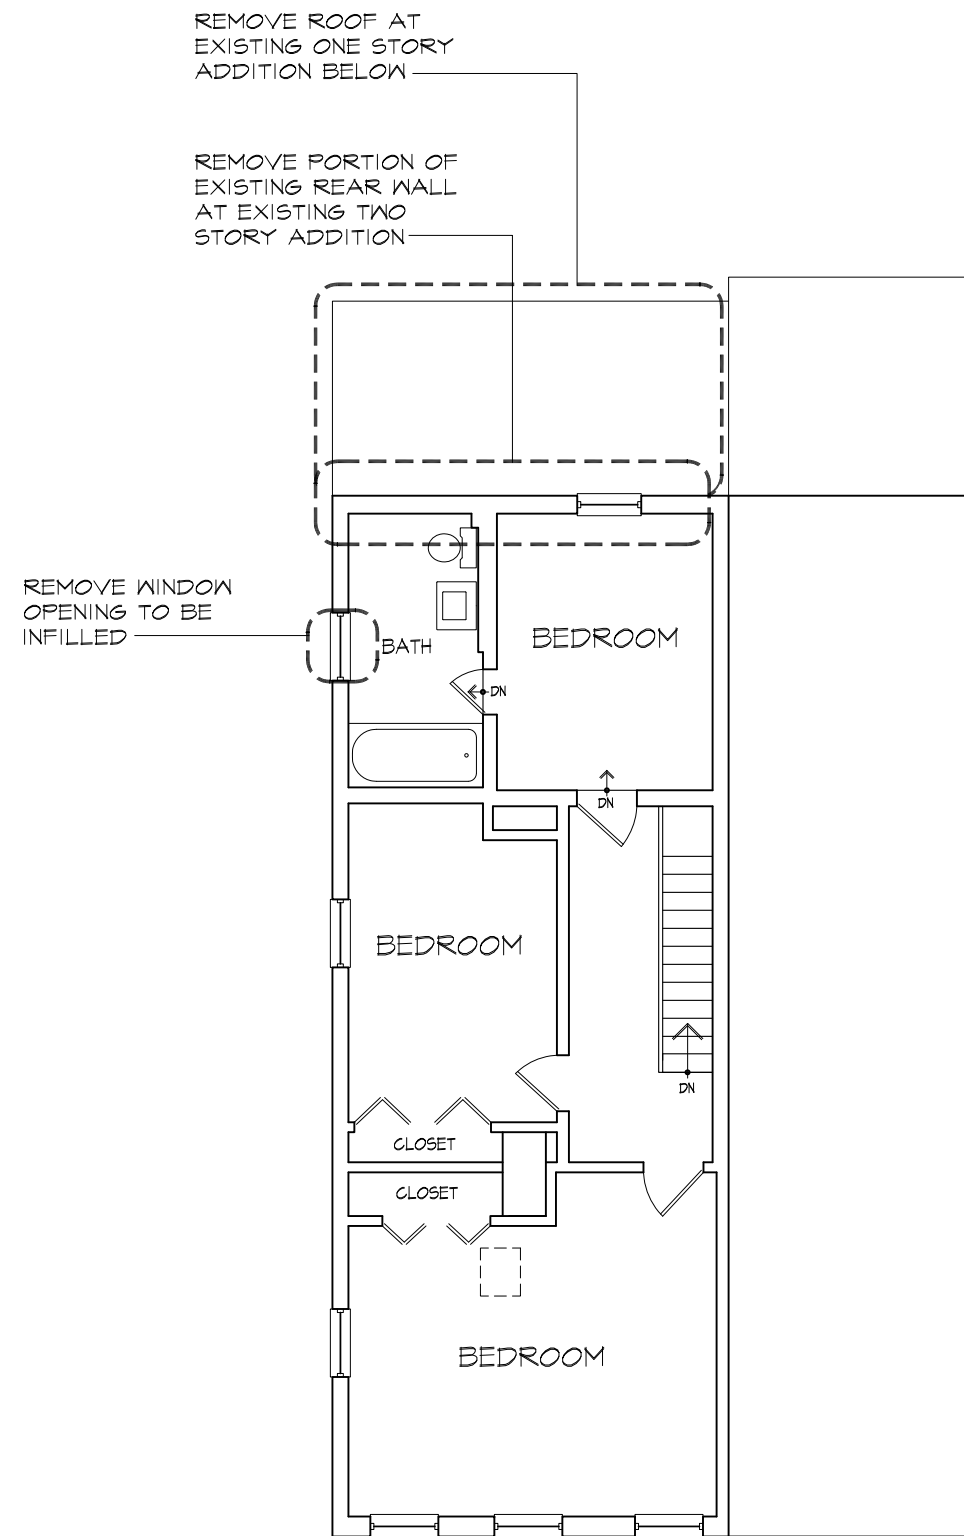 REMOVE ROOF AT
EXISTING ONE STORY
ADDITION BELOW
REMOVE PORTION OF
EXISTING REAR WALL
AT EXISTING TWO
STORY ADDITION
REMOVE WINDOW
OPENING TO BE
INFILLED
BATH
BEDROOM
DN
DN
BEDROOM
DN
CLOSET
CLOSET
BEDROOM